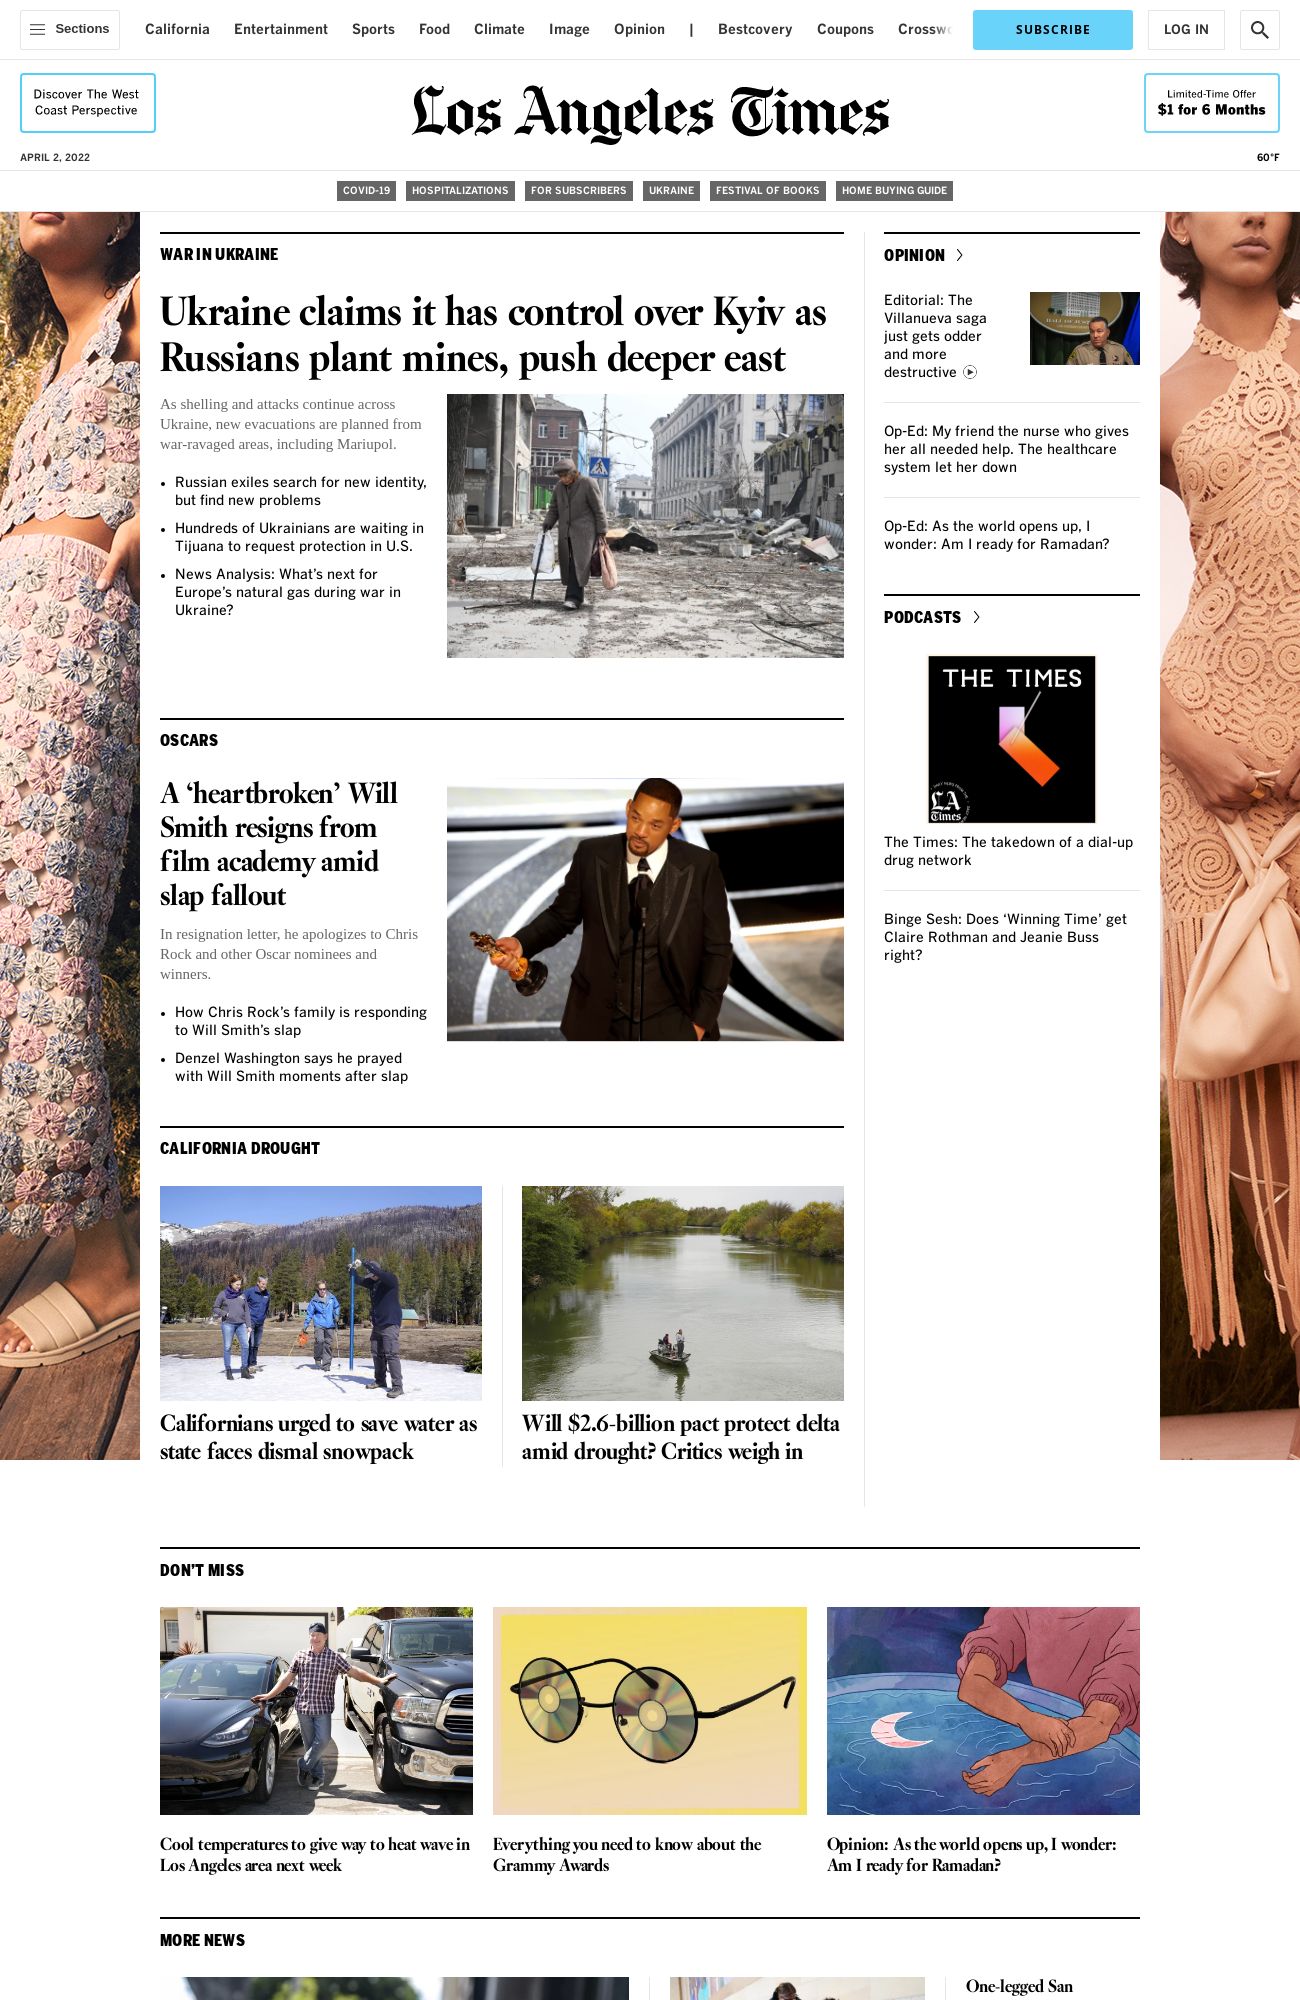 Sections
California Entertainment Sports Food Climate Image Opinion | Bestcovery Coupons
SUBSCRIBE
LOG IN
Discover The West
Coast Perspective
Los Angeles Times
Limited-Time Offer
$1 for 6 Months
APRIL 2, 2022
60°F
COVID-19 HOSPITALIZATIONS FOR SUBSCRIBERS UKRAINE FESTIVAL OF BOOKS HOME BUYING GUIDE
WAR IN UKRAINE
Ukraine claims it has control over Kyiv as
Russians plant mines, push deeper east
As shelling and attacks continue across
Ukraine, new evacuations are planned from
war-ravaged areas, including Mariupol.
• Russian exiles search for new identity,
but find new problems
• Hundreds of Ukrainians are waiting in
Tijuana to request protection in U.S.
• News Analysis: What’s next for
Europe’s natural gas during war in
Ukraine?
OSCARS
A ‘heartbroken’ Will
Smith resigns from
film academy amid
slap fallout
In resignation letter, he apologizes to Chris
Rock and other Oscar nominees and
winners.
• How Chris Rock’s family is responding
to Will Smith’s slap
• Denzel Washington says he prayed
with Will Smith moments after slap
CALIFORNIA DROUGHT
Californians urged to save water as
state faces dismal snowpack
Will $2.6-billion pact protect delta
amid drought? Critics weigh in
OPINION
Editorial: The
Villanueva saga
just gets odder
and more
destructive
Op-Ed: My friend the nurse who gives
her all needed help. The healthcare
system let her down
Op-Ed: As the world opens up, I
wonder: Am I ready for Ramadan?
PODCASTS
THE TIMES
LA
Times
The Times: The takedown of a dial-up
drug network
Binge Sesh: Does ‘Winning Time’ get
Claire Rothman and Jeanie Buss
right?
DON’T MISS
Cool temperatures to give way to heat wave in
Los Angeles area next week
Everything you need to know about the
Grammy Awards
Opinion: As the world opens up, I wonder:
Am I ready for Ramadan?
MORE NEWS
One-legged San